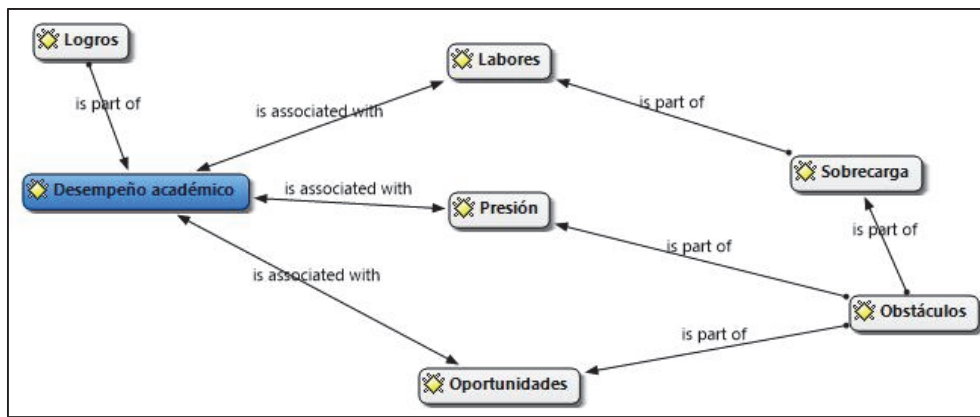 Logros
Labores
is part of
is associated with
is part of
Sobrecarga
Desempeño académico
is associated with
Presión
is part of
is part of
is associated with
Obstáculos
is part of
Oportunidades